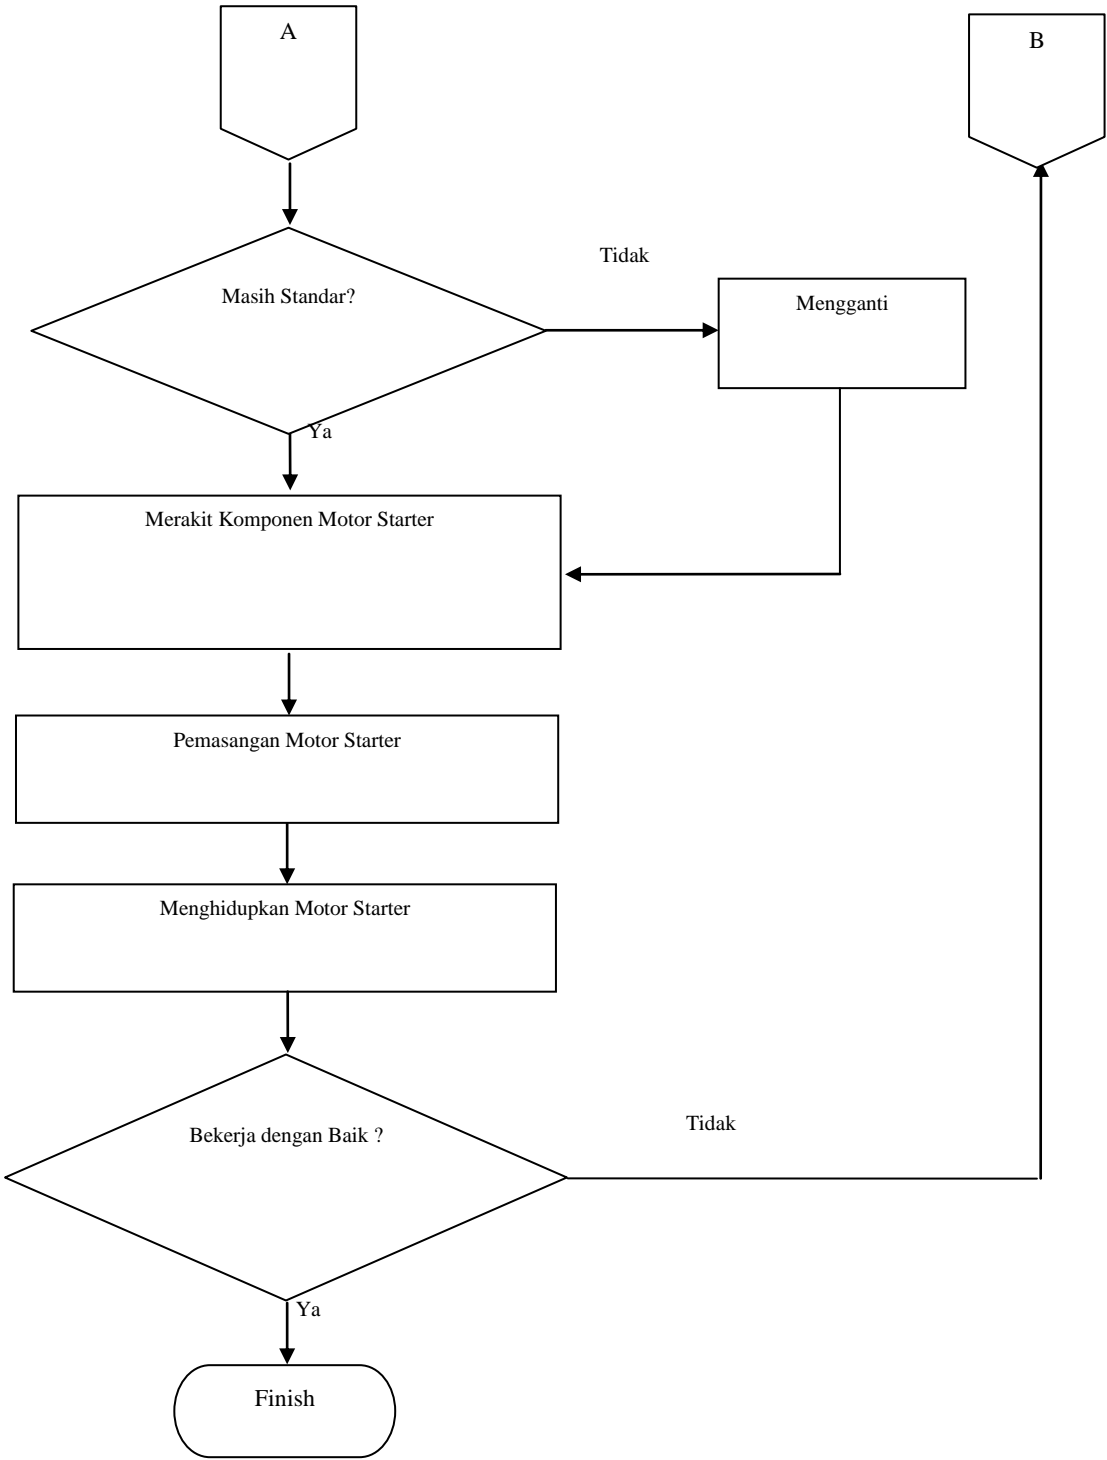 A
B
Masih Standar?
Tidak
Mengganti
Ya
Merakit Komponen Motor Starter
Pemasangan Motor Starter
Menghidupkan Motor Starter
Bekerja dengan Baik ?
Tidak
Ya
Finish